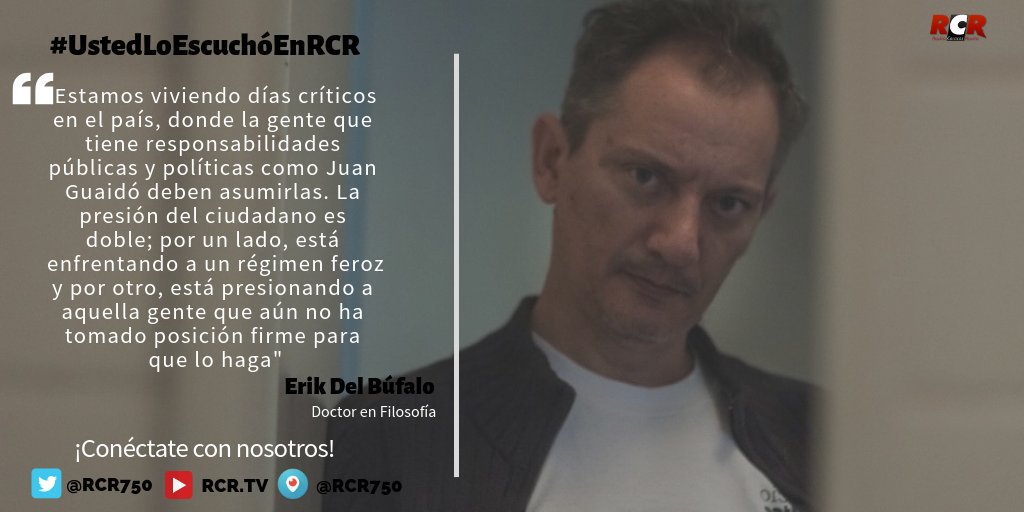 #UstedLoEscuchóEnRCR
RCR
“Estamos viviendo días críticos
en el país, donde la gente que
tiene responsabilidades
públicas y políticas como Juan
Guaidó deben asumirlas. La
presión del ciudadano es
doble; por un lado, está
enfrentando a un régimen feroz
y por otro, está presionando a
aquella gente que aún no ha
tomado posición firme para
que lo haga"
Erik Del Búfalo
Doctor en Filosofía
¡Conéctate con nosotros!
@RCR750 RCR.TV @RCR750